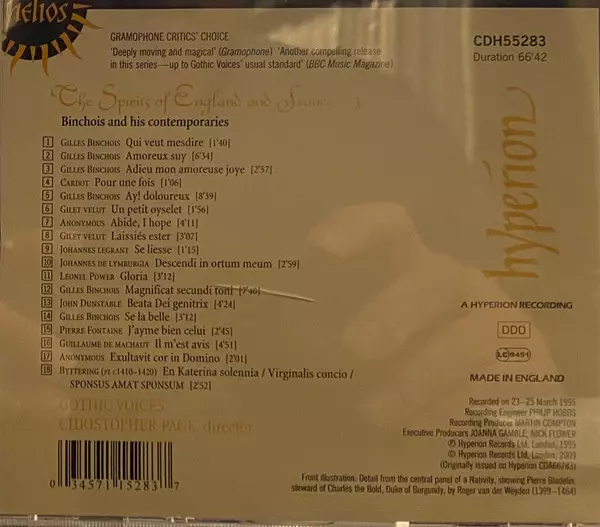 helios
GRAMOPHONE CRITICS' CHOICE
'Deeply moving and magical' (Gramophone) 'Another compelling release
in this series—up to Gothic Voices' usual standard' (BBC Music Magazine)
CDH55283
Duration 66'42
The Spirits of England and France 3
Binchois and his contemporaries
1 GILLES BINCHOIS Qui veut mesdire [1'40]
2 GILLES BINCHOIS Amoreux suy [6'34]
3 GILLES BINCHOIS Adieu mon amoreuse joye [2'57]
4 CARDOT Pour une fois [1'06]
5 GILLES BINCHOIS Ay! doloureux [8'39]
6 GILET VELUT Un petit oyselet [1'56]
7 ANONYMOUS Abide, I hope [4'11]
8 GILET VELUT Laissiés ester [3'07]
9 JOHANNES LEGRANT Se liesse [1'15]
10 JOHANNES DE LYMBURGIA Descendi in ortum meum [2'59]
11 LEONEL POWER Gloria [3'12]
12 GILLES BINCHOIS Magnificat secundi toni [7'40]
13 JOHN DUNSTABLE Beata Dei genitrix [4'24]
14 GILLES BINCHOIS Se la belle [3'12]
15 PIERRE FONTAINE J'ayme bien celui [2'45]
16 GUILLAUME DE MACHAUT Il m'est avis [4'51]
17 ANONYMOUS Exultavit cor in Domino [2'01]
18 BYTTERING (fl c1410–1420) En Katerina solennia / Virginalis concio /
SPONSUS AMAT SPONSUM [2'52]
GOTHIC VOICES
CHRISTOPHER PAGE director
hyperion
A HYPERION RECORDING
DDD
LC 9451
MADE IN ENGLAND
Recorded on 23–25 March 1995
Recording Engineer PHILIP HOBBS
Recording Producer MARTIN COMPTON
Executive Producers JOANNA GAMBLE, NICK FLOWER
℗ Hyperion Records Ltd, London, 1995
© Hyperion Records Ltd, London, 2009
(Originally issued on Hyperion CDA66783)
0 34571 15283 7
Front illustration: Detail from the central panel of a Nativity, showing Pierre Bladelin,
steward of Charles the Bold, Duke of Burgundy, by Roger van der Weyden (1399–1464)